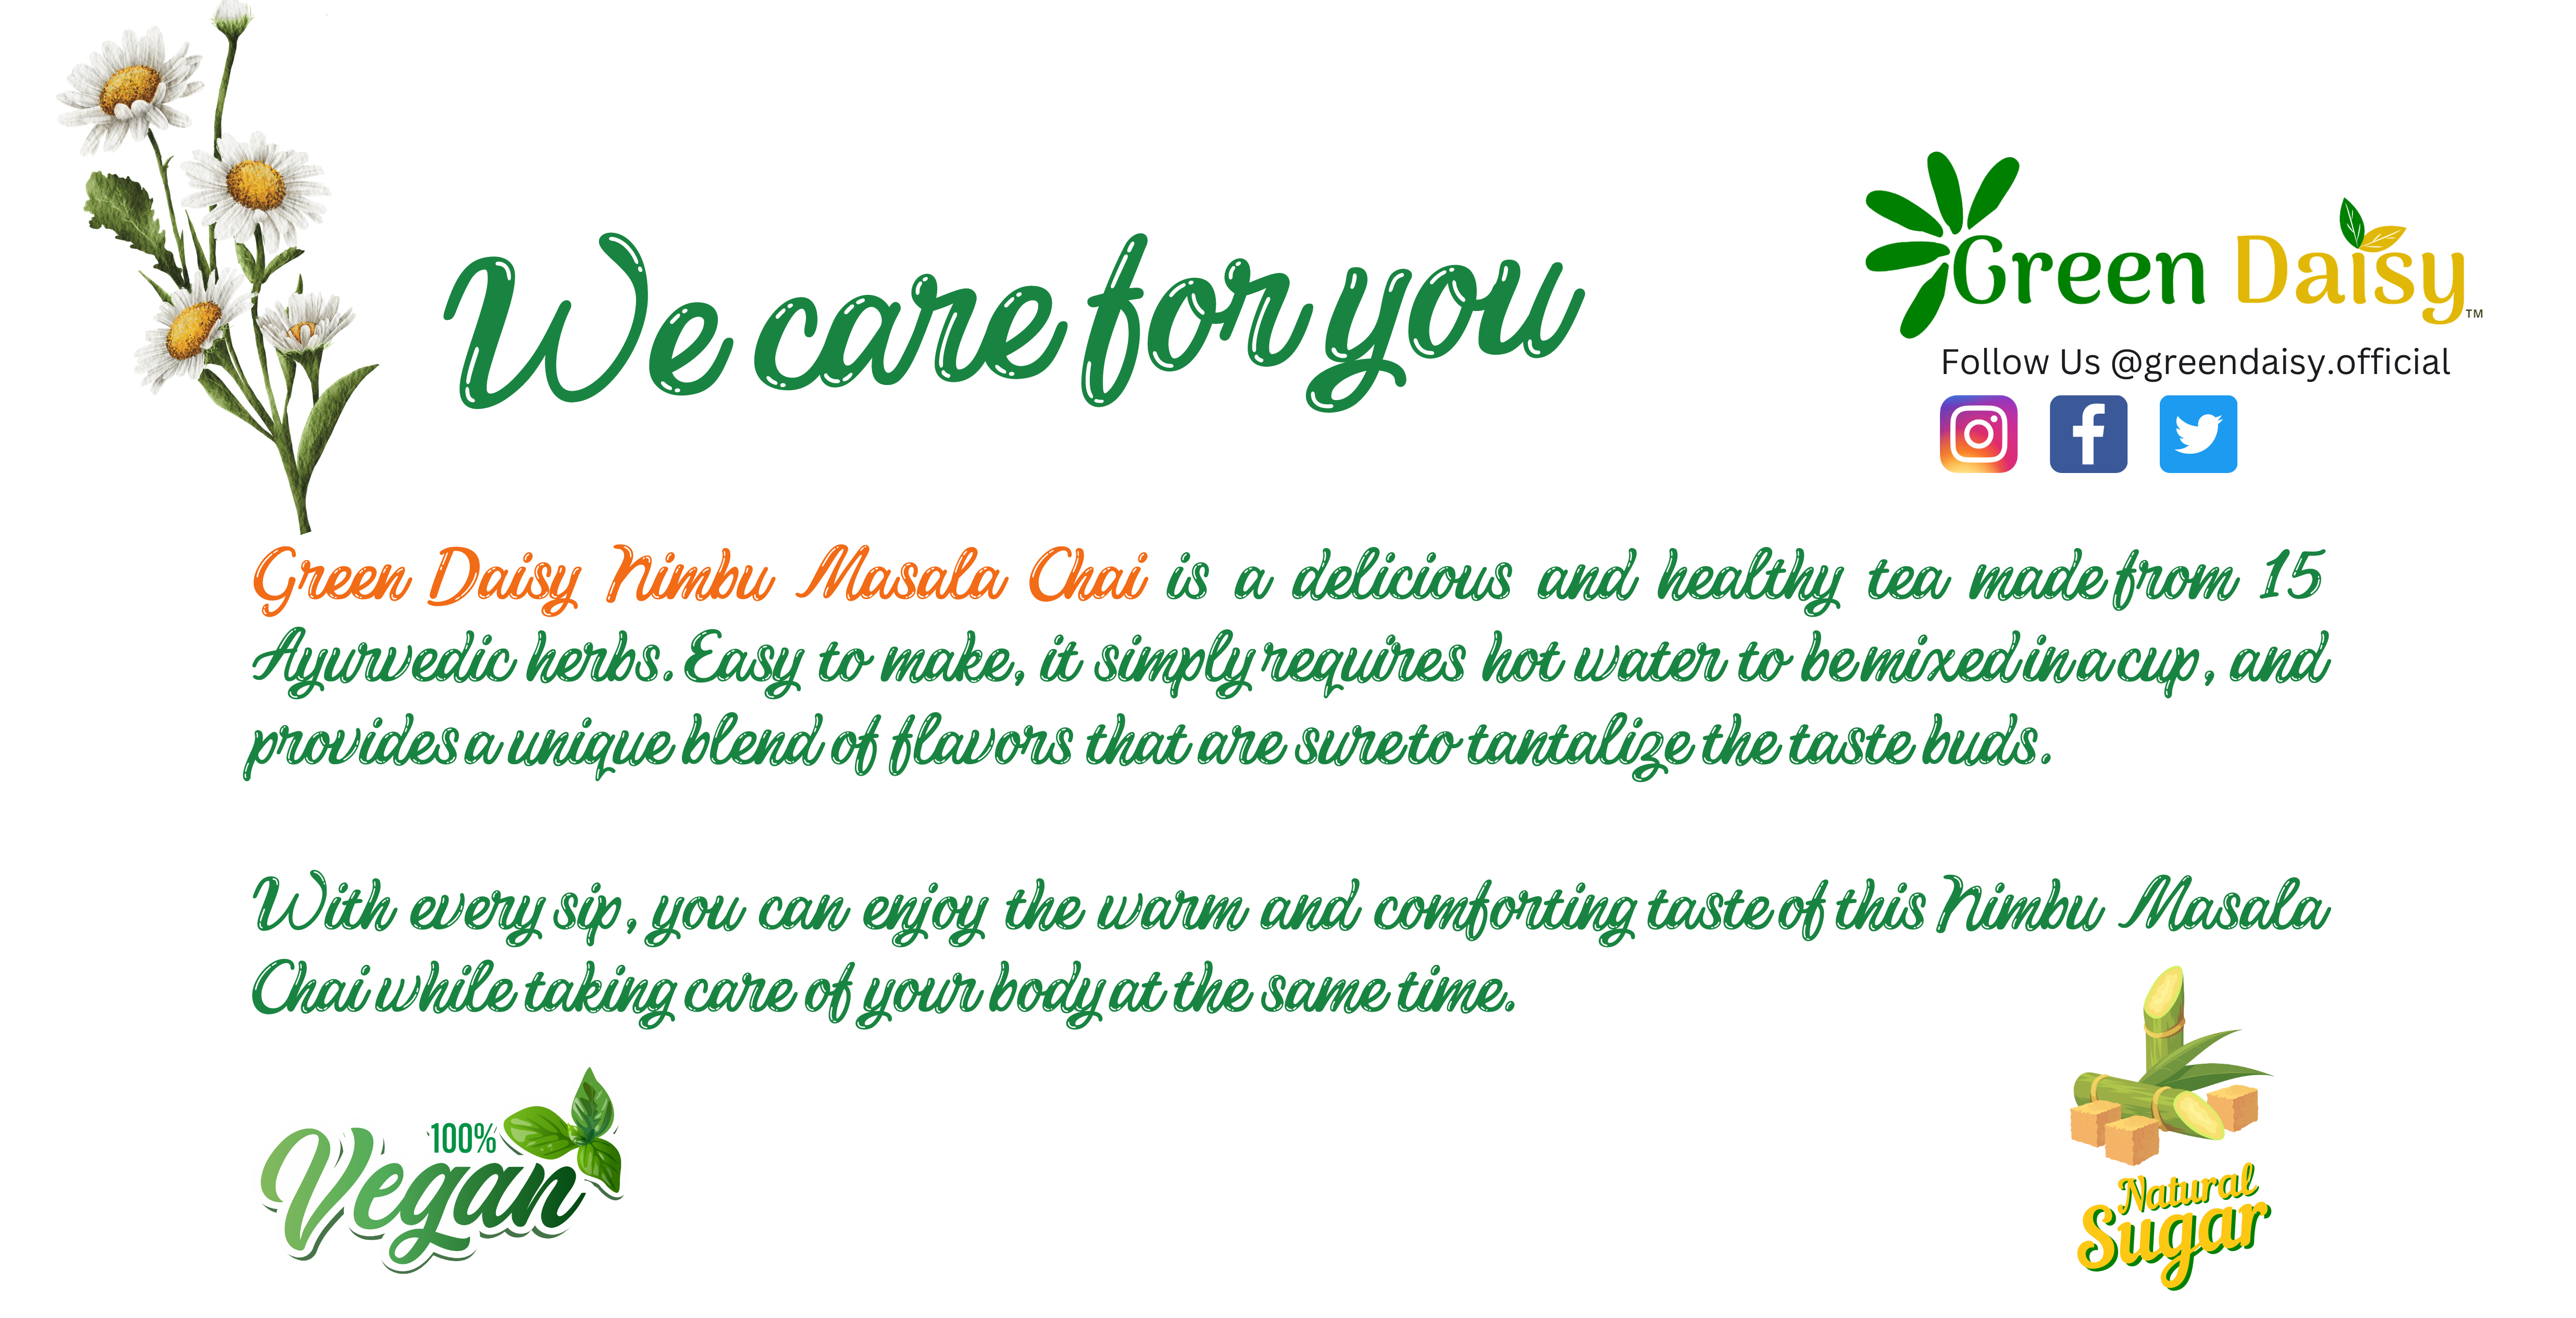 We care for you
Green Daisy™
Follow Us @greendaisy.official
Green Daisy Nimbu Masala Chai is a delicious and healthy tea made from 15
Ayurvedic herbs. Easy to make, it simply requires hot water to be mixed in a cup, and
provides a unique blend of flavors that are sure to tantalize the taste buds.
With every sip, you can enjoy the warm and comforting taste of this Nimbu Masala
Chai while taking care of your body at the same time.
100%
Vegan
Natural
Sugar